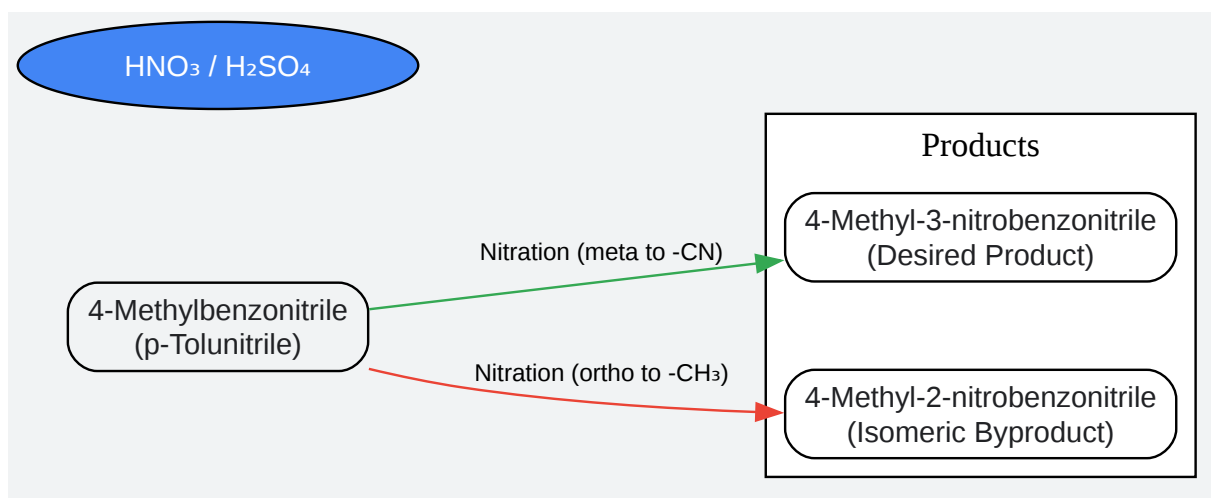 HNO₃ / H₂SO₄
Products
4-Methyl-3-nitrobenzonitrile
(Desired Product)
Nitration (meta to -CN)
4-Methylbenzonitrile
(p-Tolunitrile)
Nitration (ortho to -CH₃)
4-Methyl-2-nitrobenzonitrile
(Isomeric Byproduct)